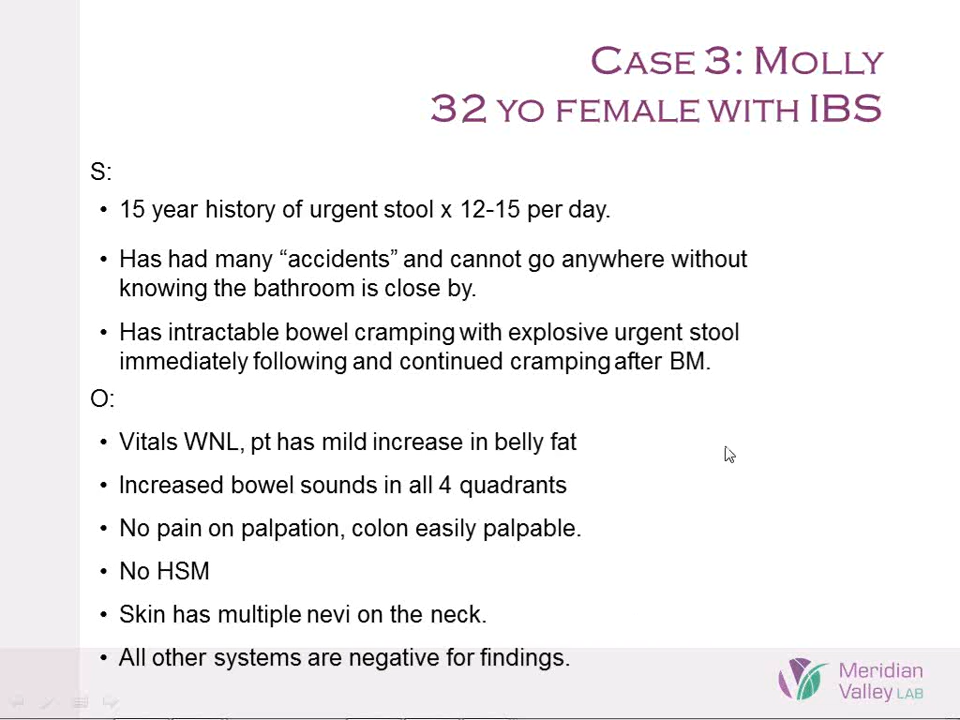 CASE 3: MOLLY
32 YO FEMALE WITH IBS
S:
• 15 year history of urgent stool x 12-15 per day.
• Has had many “accidents” and cannot go anywhere without
knowing the bathroom is close by.
• Has intractable bowel cramping with explosive urgent stool
immediately following and continued cramping after BM.
O:
• Vitals WNL, pt has mild increase in belly fat
• Increased bowel sounds in all 4 quadrants
• No pain on palpation, colon easily palpable.
• No HSM
• Skin has multiple nevi on the neck.
• All other systems are negative for findings.
Meridian
Valley LAB